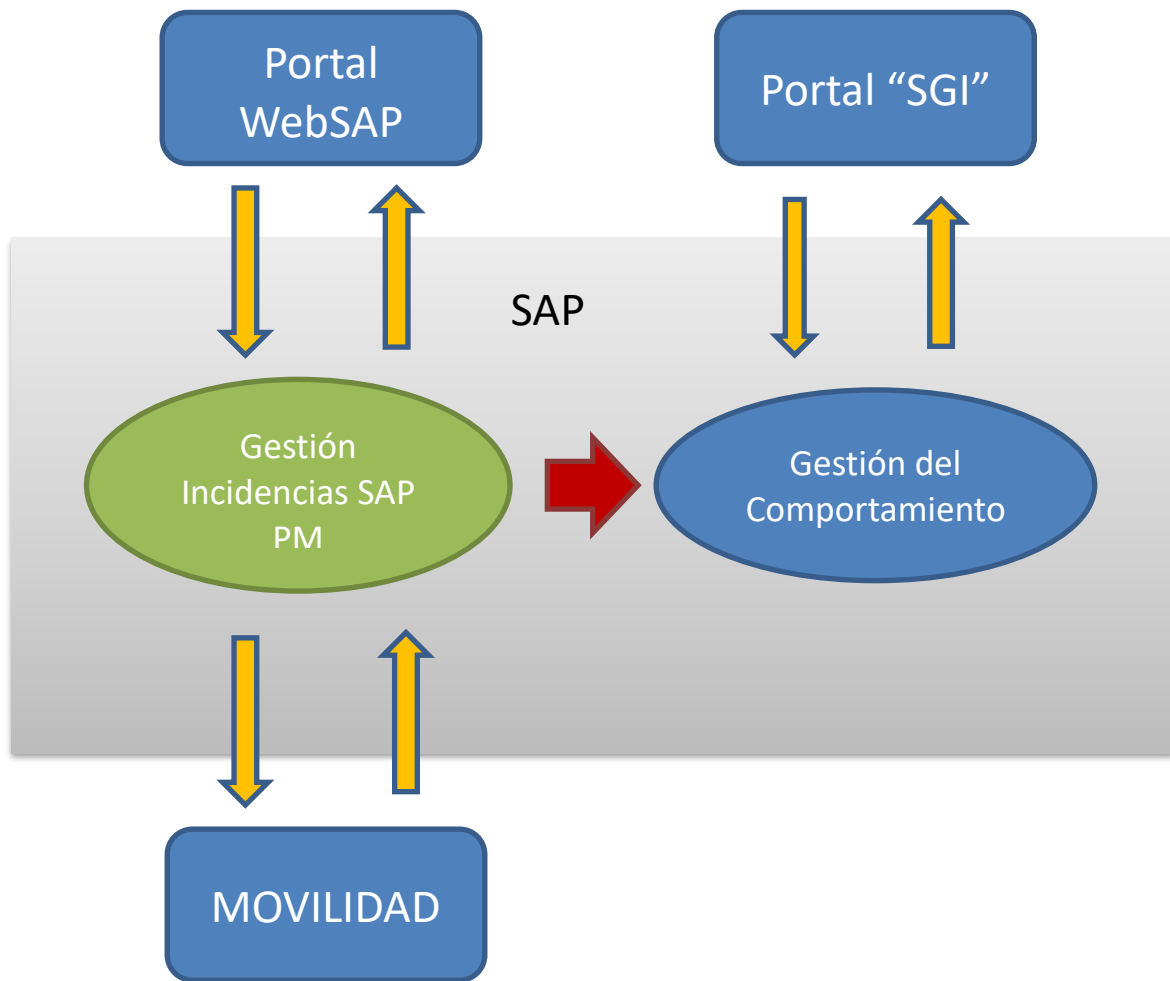 Portal
WebSAP
Portal “SGI”
SAP
Gestión
Incidencias SAP
PM
Gestión del
Comportamiento
MOVILIDAD